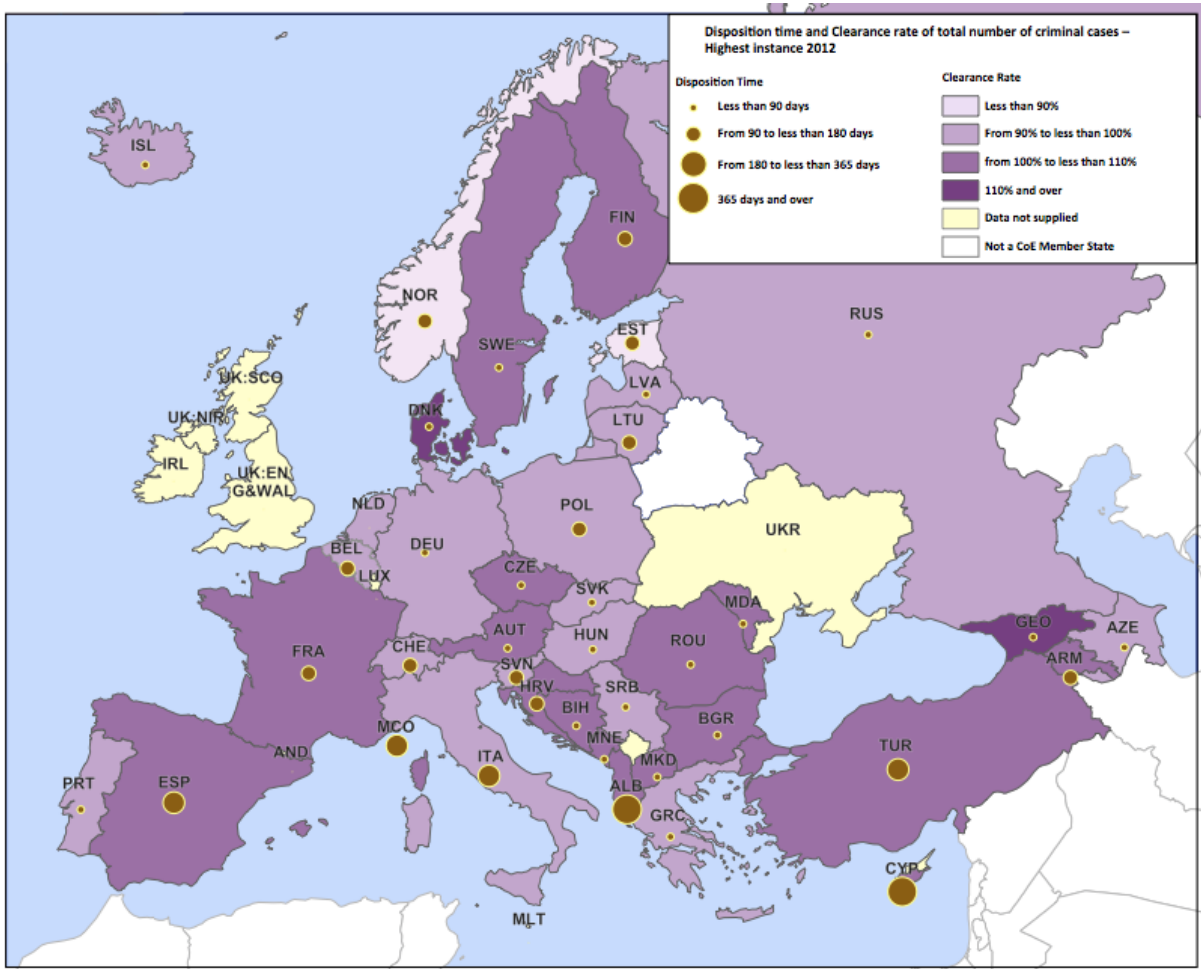 Disposition time and Clearance rate of total number of criminal cases –
Highest instance 2012
Disposition Time
Less than 90 days
From 90 to less than 180 days
From 180 to less than 365 days
365 days and over
Clearance Rate
Less than 90%
From 90% to less than 100%
from 100% to less than 110%
110% and over
Data not supplied
Not a CoE Member State
ISL
FIN
NOR
RUS
EST
SWE
LVA
UK:SCO
DNK
LTU
UK:NIR
IRL
UK:EN
G&WAL
NLD
POL
UKR
BEL
DEU
LUX
CZE
SVK
MDA
GEO
AZE
AUT
HUN
ROU
FRA
CHE
ARM
SVN
HRV
SRB
BIH
BGR
MCO
MNE
TUR
AND
ITA
MKD
PRT
ESP
ALB
GRC
CYP
MLT